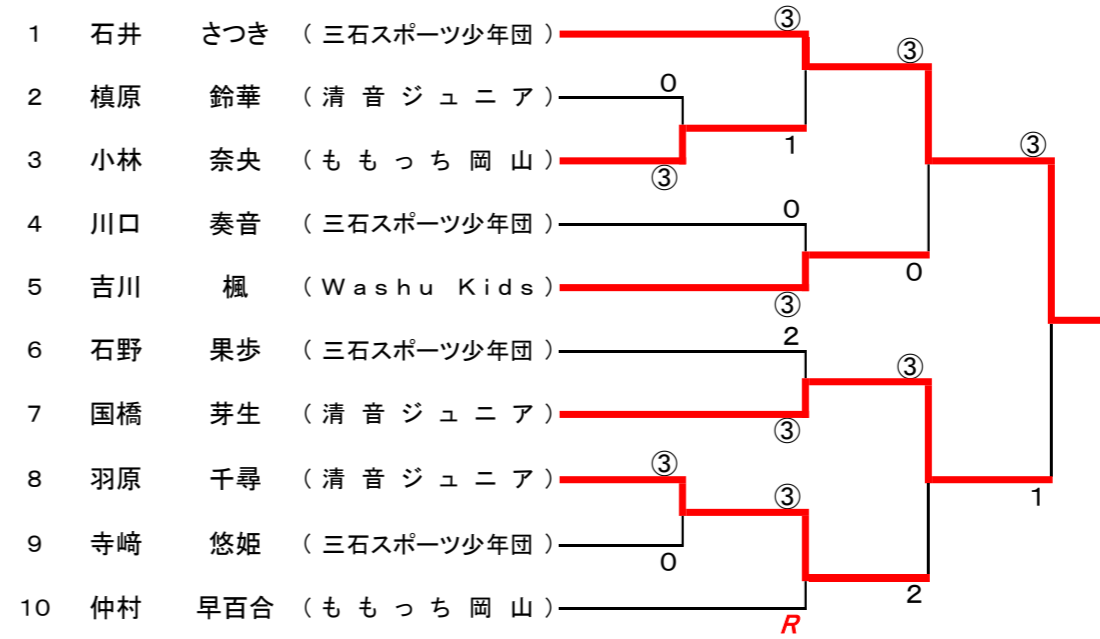 ③
1 石井 さつき (三石スポーツ少年団)
③
0
2 槙原 鈴華 (清音ジュニア)
1
③
3 小林 奈央 (ももっち岡山)
③
0
4 川口 奏音 (三石スポーツ少年団)
0
5 吉川 楓 (Washu Kids)
③
2
6 石野 果歩 (三石スポーツ少年団)
③
7 国橋 芽生 (清音ジュニア)
③
③
8 羽原 千尋 (清音ジュニア)
③
1
9 寺﨑 悠姫 (三石スポーツ少年団)
0
2
10 仲村 早百合 (ももっち岡山)
R